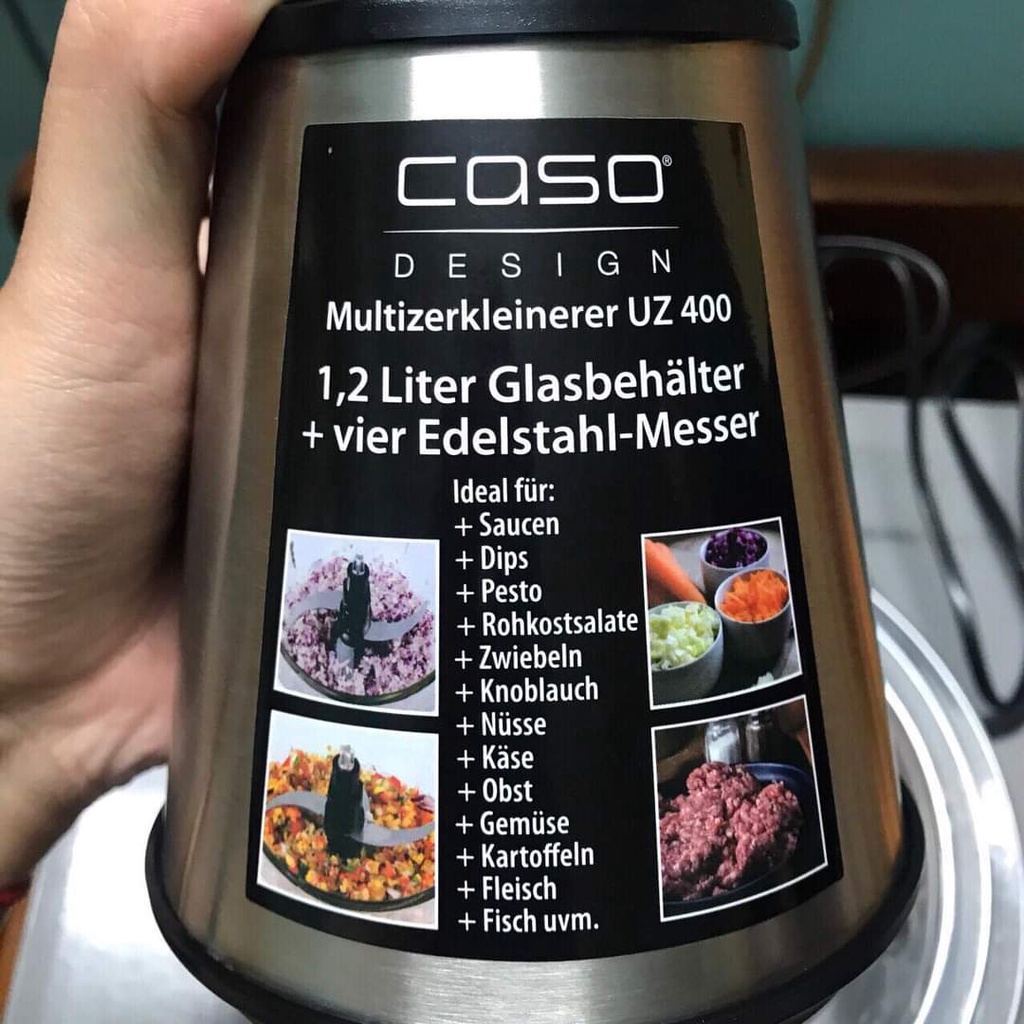 caso®
DESIGN
Multizerkleinerer UZ 400
1,2 Liter Glasbehälter
+ vier Edelstahl-Messer
Ideal für:
+ Saucen
+ Dips
+ Pesto
+ Rohkostsalate
+ Zwiebeln
+ Knoblauch
+ Nüsse
+ Käse
+ Obst
+ Gemüse
+ Kartoffeln
+ Fleisch
+ Fisch uvm.